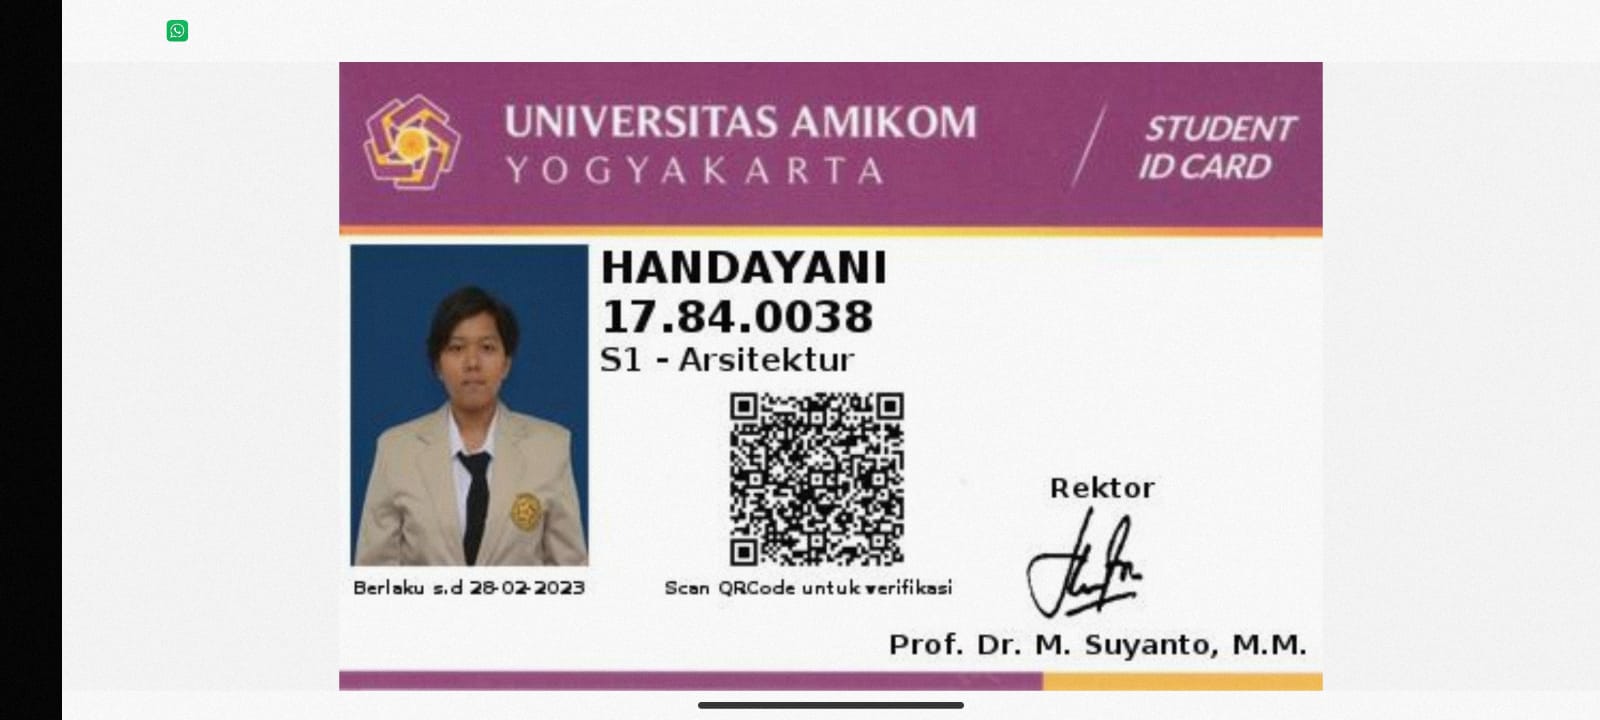 UNIVERSITAS AMIKOM
YOGYAKARTA
STUDENT
ID CARD
HANDAYANI
17.84.0038
S1 - Arsitektur
Rektor
Berlaku s.d 28-02-2023
Scan QRCode untuk verifikasi
Prof. Dr. M. Suyanto, M.M.